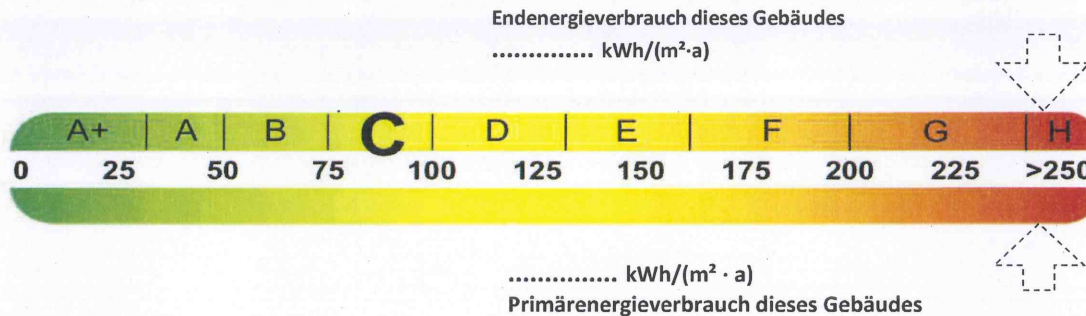 Endenergieverbrauch dieses Gebäudes
.............. kWh/(m²·a)
A+ A B C D E F G H
0 25 50 75 100 125 150 175 200 225 >250
............... kWh/(m² · a)
Primärenergieverbrauch dieses Gebäudes